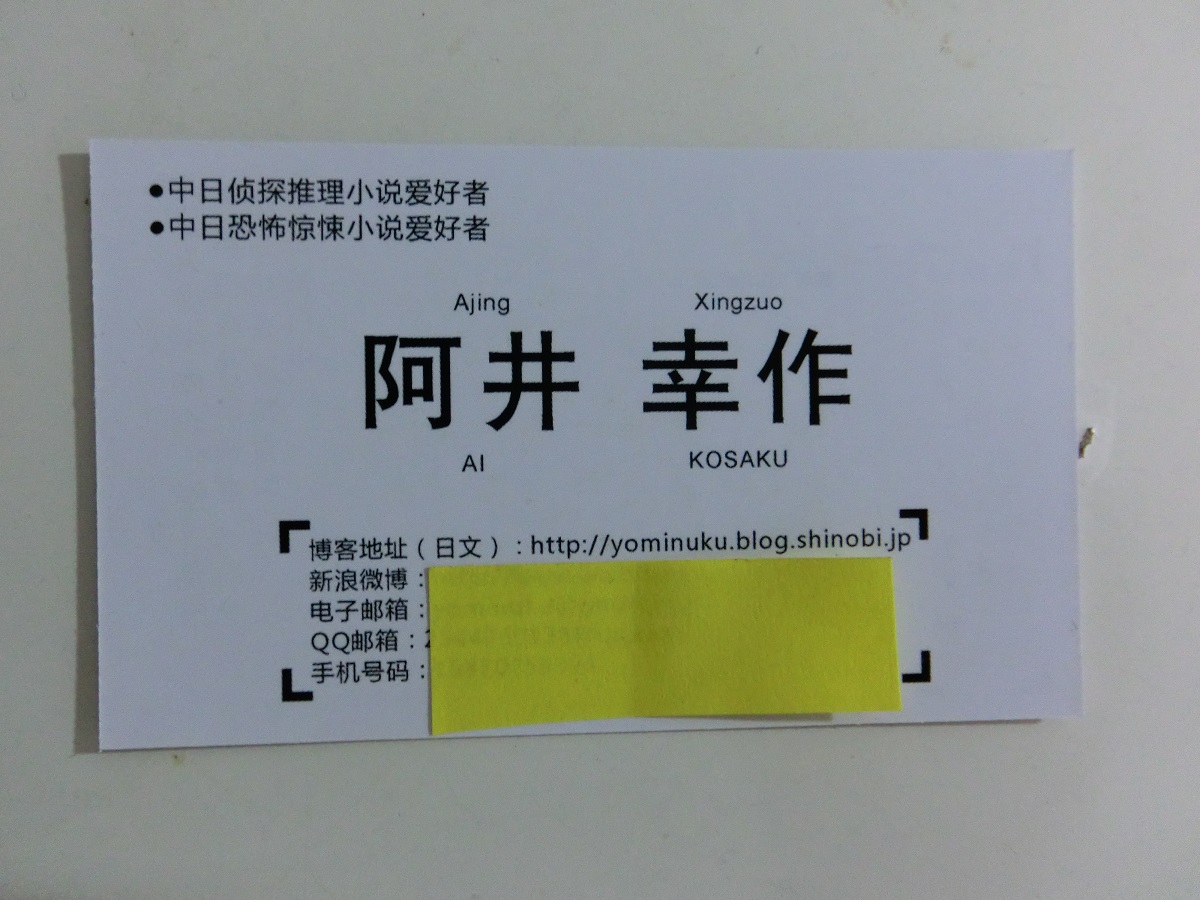 ●中日侦探推理小说爱好者
●中日恐怖惊悚小说爱好者
Ajing Xingzuo
阿井 幸作
AI KOSAKU
博客地址（日文）：http://yominuku.blog.shinobi.jp
新浪微博：
电子邮箱：
QQ邮箱：
手机号码：